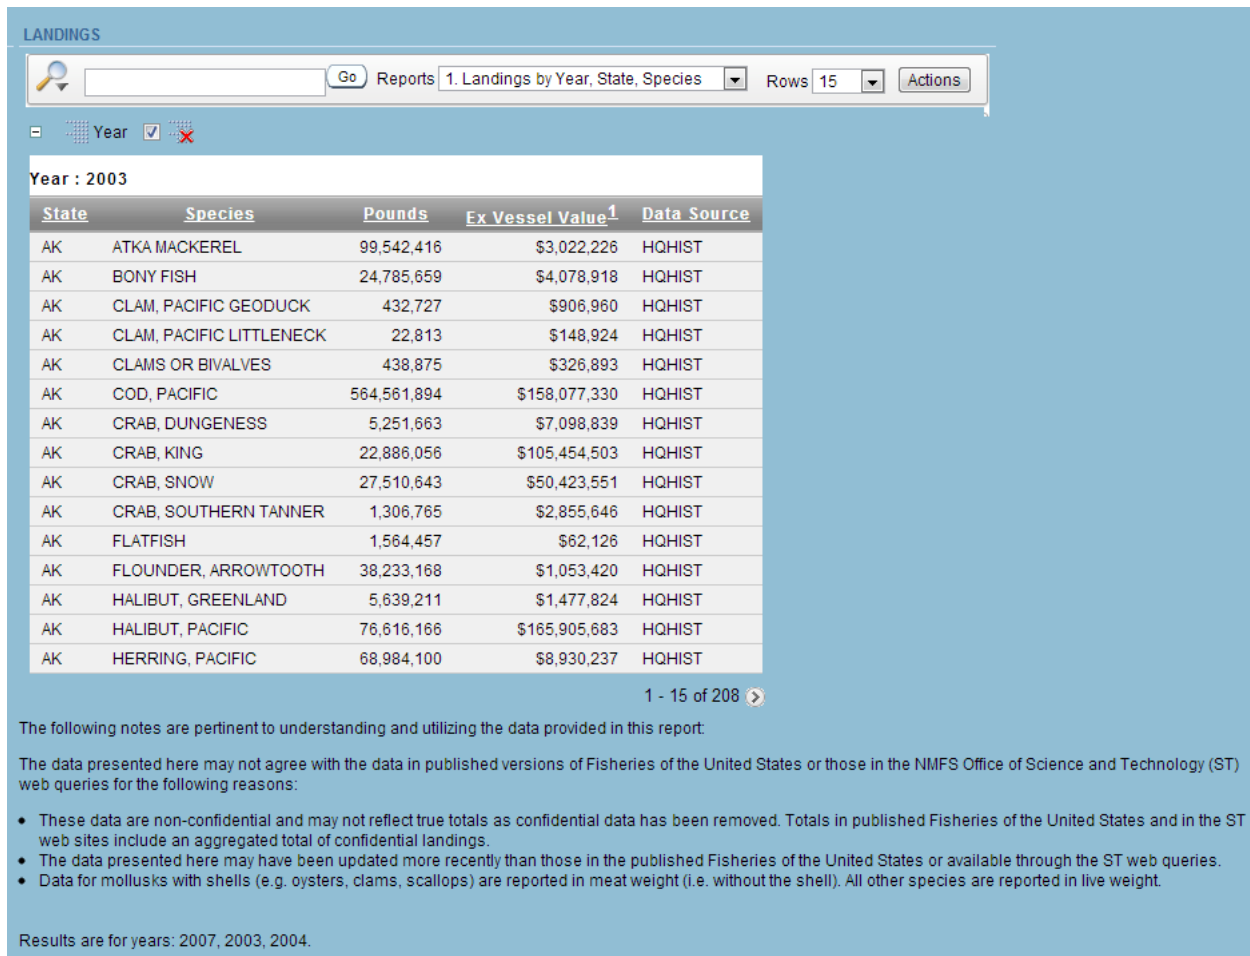 LANDINGS
Go Reports 1. Landings by Year, State, Species Rows 15 Actions
Year
Year : 2003
State Species Pounds Ex Vessel Value1 Data Source
AK ATKA MACKEREL 99,542,416 $3,022,226 HQHIST
AK BONY FISH 24,785,659 $4,078,918 HQHIST
AK CLAM, PACIFIC GEODUCK 432,727 $906,960 HQHIST
AK CLAM, PACIFIC LITTLENECK 22,813 $148,924 HQHIST
AK CLAMS OR BIVALVES 438,875 $326,893 HQHIST
AK COD, PACIFIC 564,561,894 $158,077,330 HQHIST
AK CRAB, DUNGENESS 5,251,663 $7,098,839 HQHIST
AK CRAB, KING 22,886,056 $105,454,503 HQHIST
AK CRAB, SNOW 27,510,643 $50,423,551 HQHIST
AK CRAB, SOUTHERN TANNER 1,306,765 $2,855,646 HQHIST
AK FLATFISH 1,564,457 $62,126 HQHIST
AK FLOUNDER, ARROWTOOTH 38,233,168 $1,053,420 HQHIST
AK HALIBUT, GREENLAND 5,639,211 $1,477,824 HQHIST
AK HALIBUT, PACIFIC 76,616,166 $165,905,683 HQHIST
AK HERRING, PACIFIC 68,984,100 $8,930,237 HQHIST
1 - 15 of 208
The following notes are pertinent to understanding and utilizing the data provided in this report:
The data presented here may not agree with the data in published versions of Fisheries of the United States or those in the NMFS Office of Science and Technology (ST)
web queries for the following reasons:
• These data are non-confidential and may not reflect true totals as confidential data has been removed. Totals in published Fisheries of the United States and in the ST
web sites include an aggregated total of confidential landings.
• The data presented here may have been updated more recently than those in the published Fisheries of the United States or available through the ST web queries.
• Data for mollusks with shells (e.g. oysters, clams, scallops) are reported in meat weight (i.e. without the shell). All other species are reported in live weight.
Results are for years: 2007, 2003, 2004.